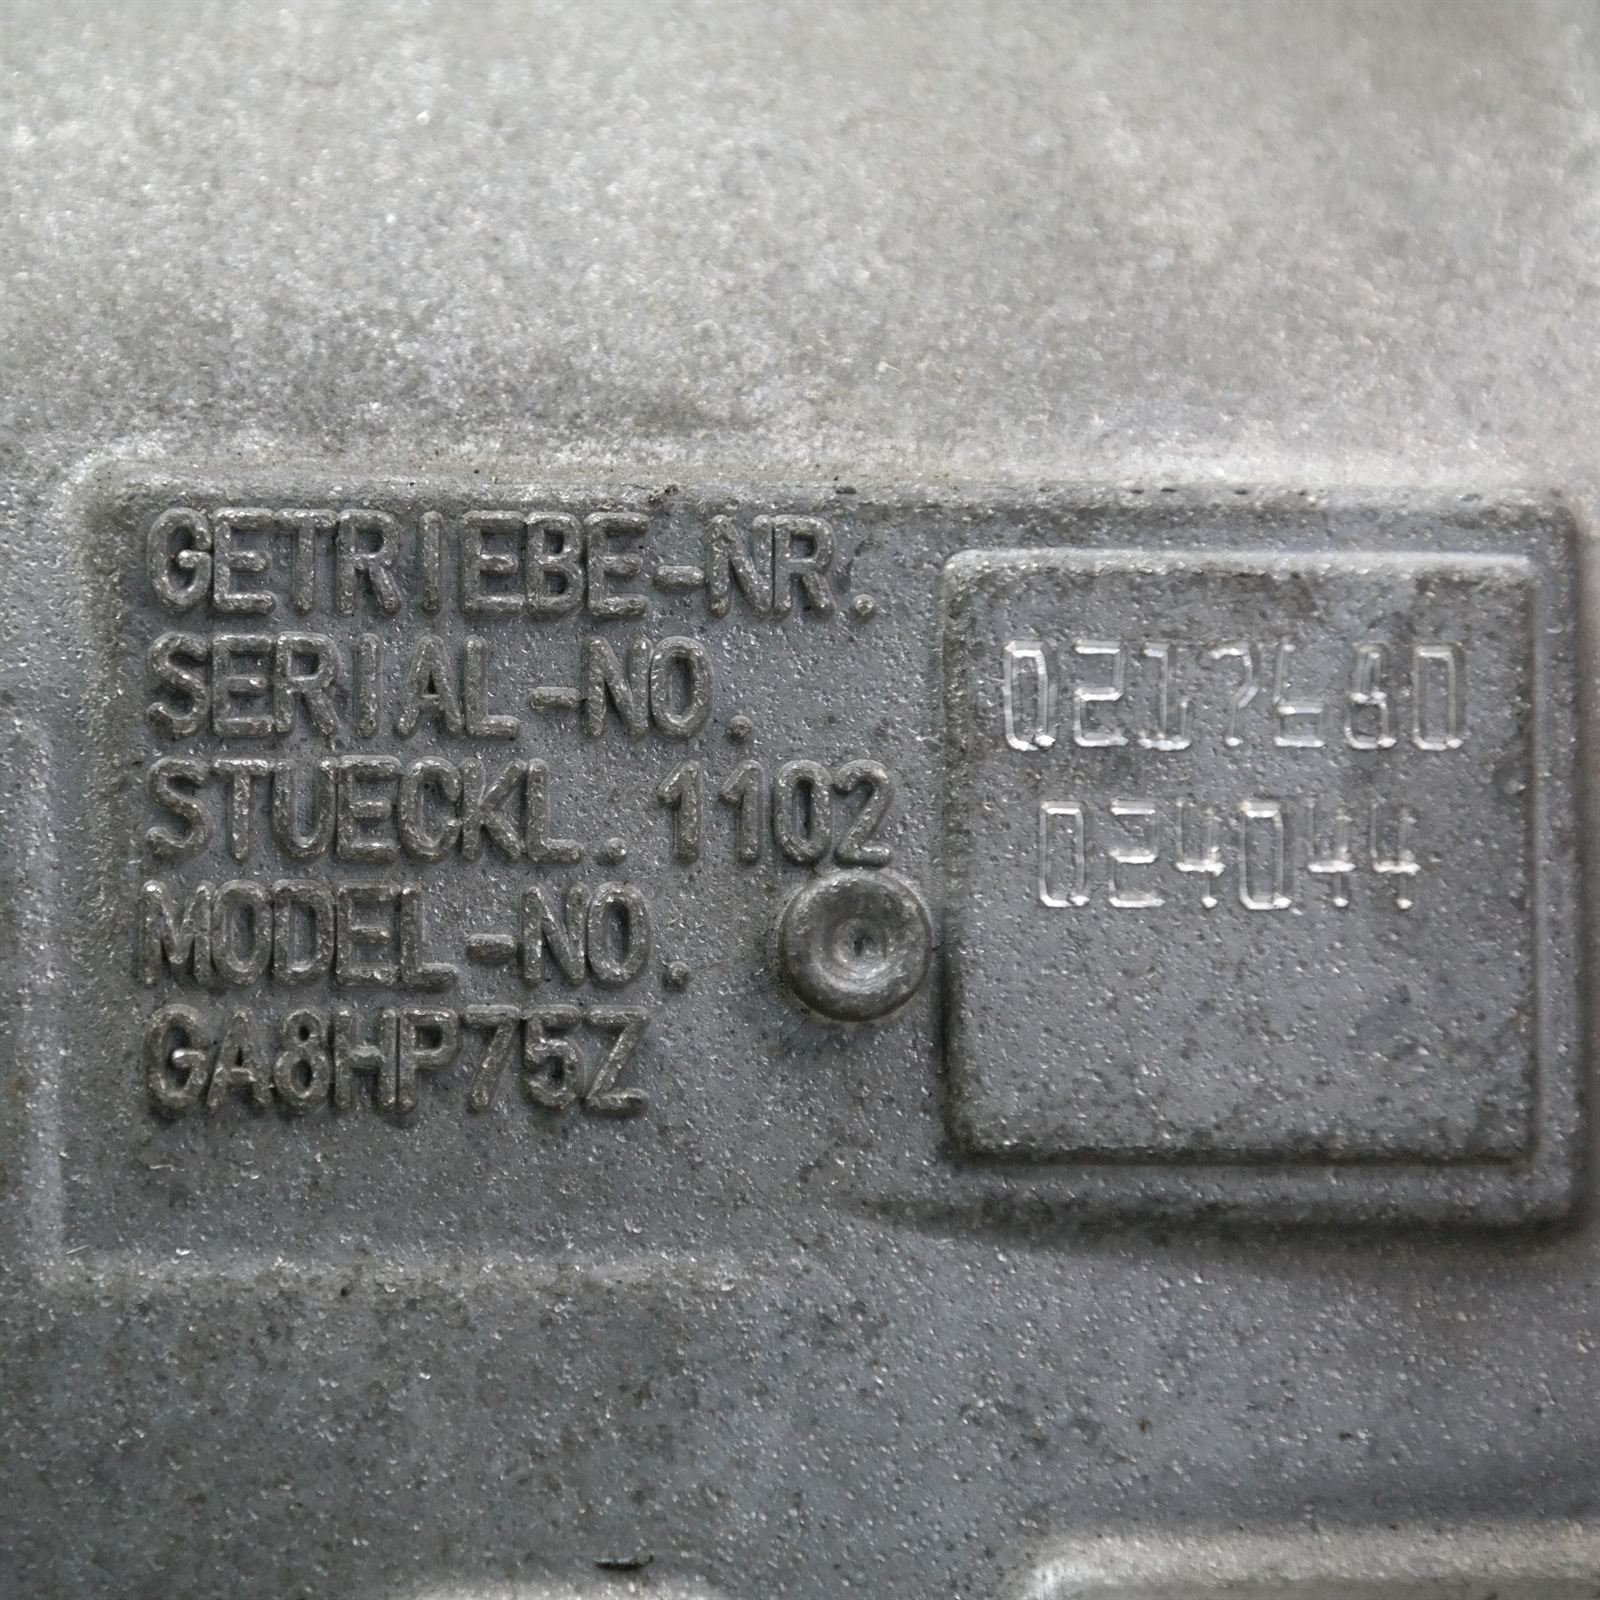 GETRIEBE-NR.
SERIAL-NO.
STUECKL. 1102
MODEL-NO.
GA8HP75Z
024044